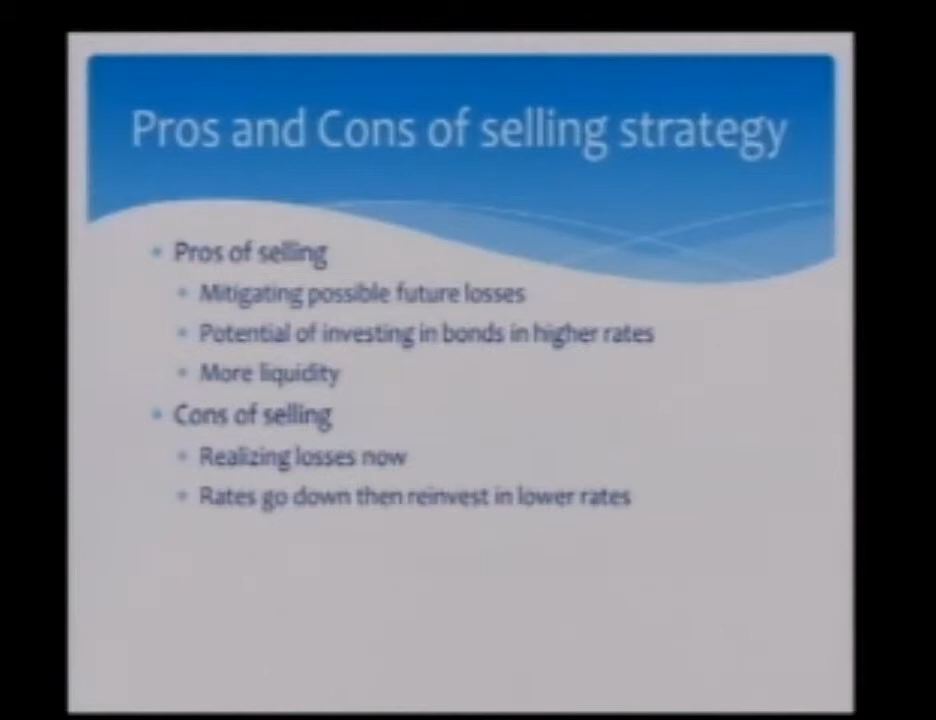 Pros and Cons of selling strategy
Pros of selling
Mitigating possible future losses
Potential of investing in bonds in higher rates
More liquidity
Cons of selling
Realizing losses now
Rates go down then reinvest in lower rates